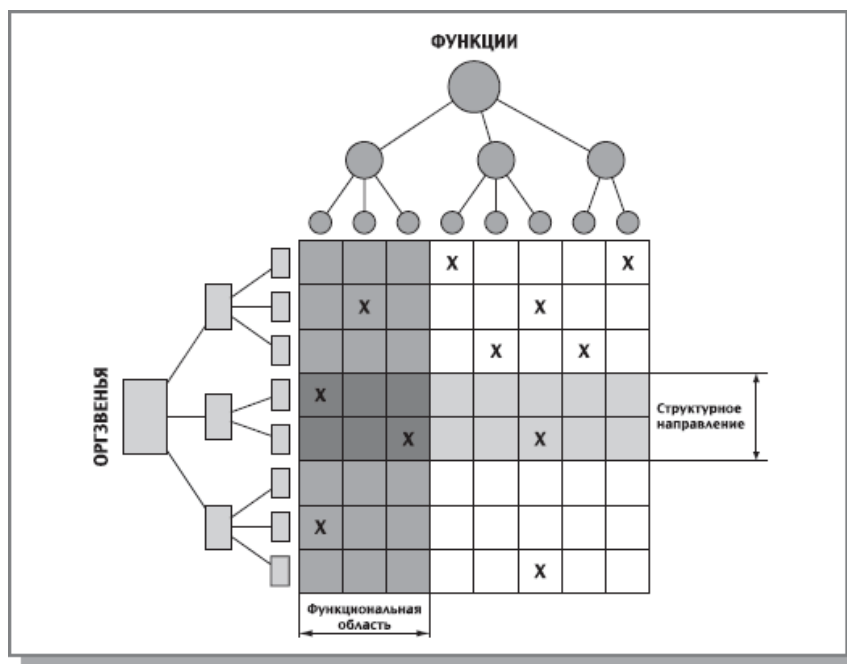 ФУНКЦИИ
ОРГЗВЕНЬЯ
X X
X X
X X
X
X X
X
X
Структурное
направление
Функциональная
область